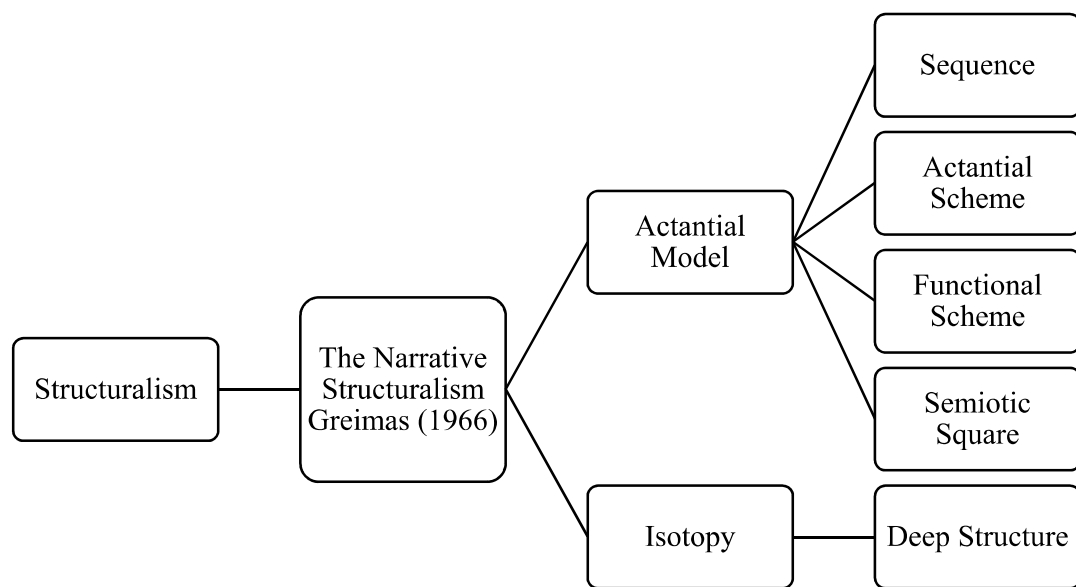 Structuralism
The Narrative
Structuralism
Greimas (1966)
Actantial
Model
Sequence
Actantial
Scheme
Functional
Scheme
Semiotic
Square
Isotopy
Deep Structure